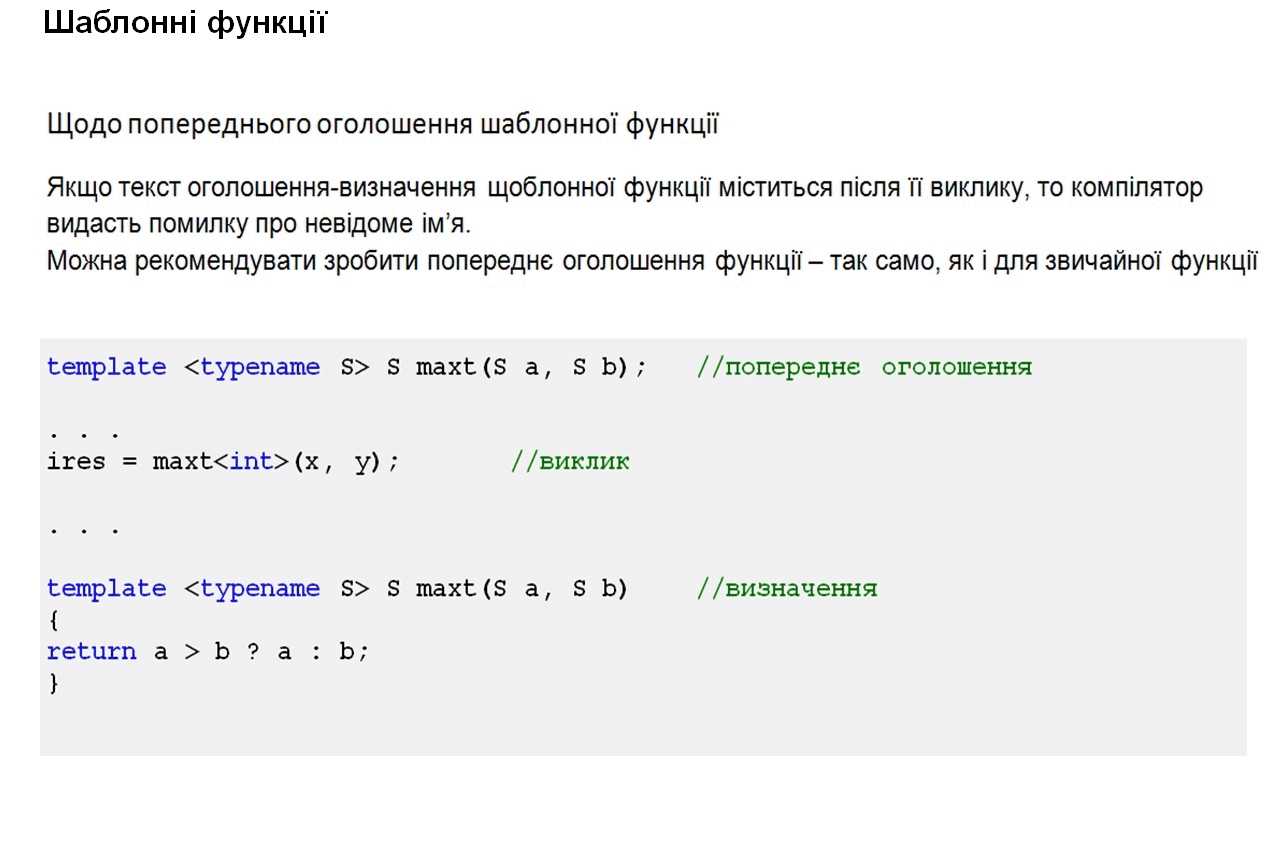 Шаблонні функції
Щодо попереднього оголошення шаблонної функції
Якщо текст оголошення-визначення щоблонної функції міститься після її виклику, то компілятор
видасть помилку про невідоме ім’я.
Можна рекомендувати зробити попереднє оголошення функції – так само, як і для звичайної функції
template <typename S> S maxt(S a, S b); //попереднє оголошення
. . .
ires = maxt<int>(x, y); //виклик
. . .
template <typename S> S maxt(S a, S b) //визначення
{
return a > b ? a : b;
}